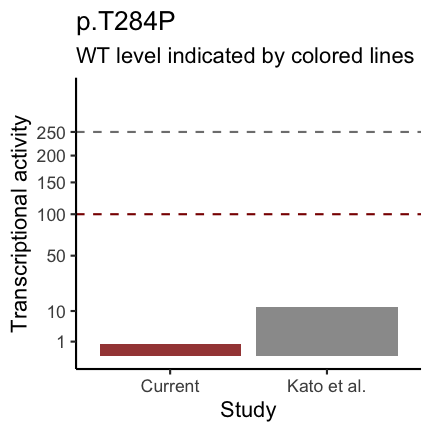 p.T284P
WT level indicated by colored lines
Transcriptional activity
250
200
150
100
50
10
1
Current
Kato et al.
Study